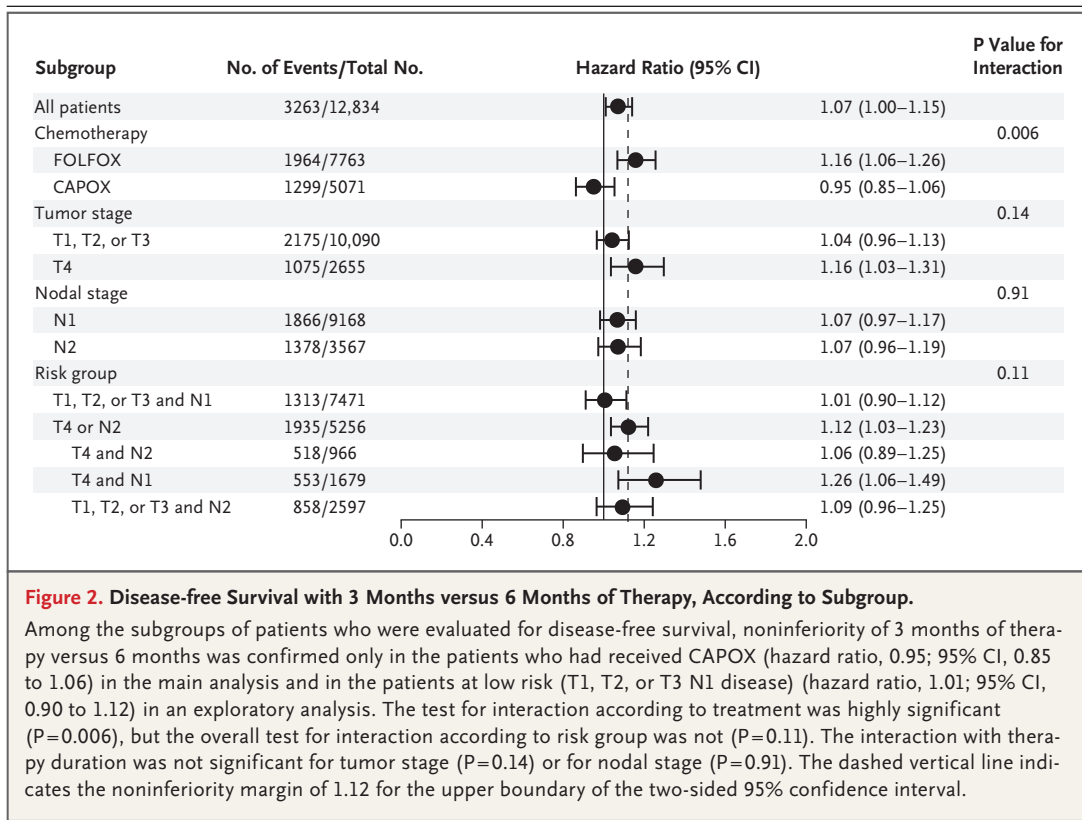 Subgroup No. of Events/Total No. Hazard Ratio (95% CI) P Value for Interaction
All patients 3263/12,834 1.07 (1.00–1.15)
Chemotherapy 0.006
FOLFOX 1964/7763 1.16 (1.06–1.26)
CAPOX 1299/5071 0.95 (0.85–1.06)
Tumor stage 0.14
T1, T2, or T3 2175/10,090 1.04 (0.96–1.13)
T4 1075/2655 1.16 (1.03–1.31)
Nodal stage 0.91
N1 1866/9168 1.07 (0.97–1.17)
N2 1378/3567 1.07 (0.96–1.19)
Risk group 0.11
T1, T2, or T3 and N1 1313/7471 1.01 (0.90–1.12)
T4 or N2 1935/5256 1.12 (1.03–1.23)
T4 and N2 518/966 1.06 (0.89–1.25)
T4 and N1 553/1679 1.26 (1.06–1.49)
T1, T2, or T3 and N2 858/2597 1.09 (0.96–1.25)
0.0 0.4 0.8 1.2 1.6 2.0
Figure 2. Disease-free Survival with 3 Months versus 6 Months of Therapy, According to Subgroup.
Among the subgroups of patients who were evaluated for disease-free survival, noninferiority of 3 months of thera-
py versus 6 months was confirmed only in the patients who had received CAPOX (hazard ratio, 0.95; 95% CI, 0.85
to 1.06) in the main analysis and in the patients at low risk (T1, T2, or T3 N1 disease) (hazard ratio, 1.01; 95% CI,
0.90 to 1.12) in an exploratory analysis. The test for interaction according to treatment was highly significant
(P=0.006), but the overall test for interaction according to risk group was not (P=0.11). The interaction with thera-
py duration was not significant for tumor stage (P=0.14) or for nodal stage (P=0.91). The dashed vertical line indi-
cates the noninferiority margin of 1.12 for the upper boundary of the two-sided 95% confidence interval.